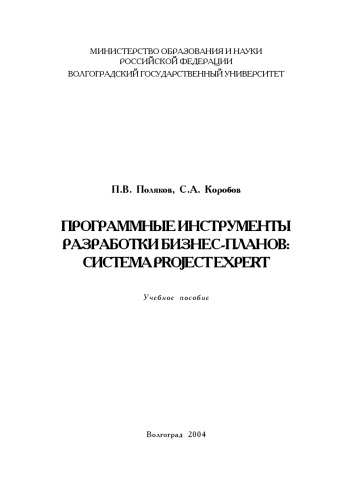 МИНИСТЕРСТВО ОБРАЗОВАНИЯ И НАУКИ
РОССИЙСКОЙ ФЕДЕРАЦИИ
ВОЛГОГРАДСКИЙ ГОСУДАРСТВЕННЫЙ УНИВЕРСИТЕТ
П.В. Поляков, С.А. Коробов
ПРОГРАММНЫЕ ИНСТРУМЕНТЫ
РАЗРАБОТКИ БИЗНЕС-ПЛАНОВ:
СИСТЕМА PROJECT EXPERT
Учебное пособие
Волгоград 2004